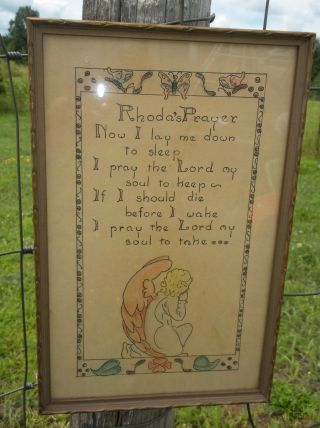 Rhoda's Prayer
Now I lay me down
to sleep
I pray the Lord my
soul to keep~
If I should die
before I wake
I pray the Lord my
soul to take...